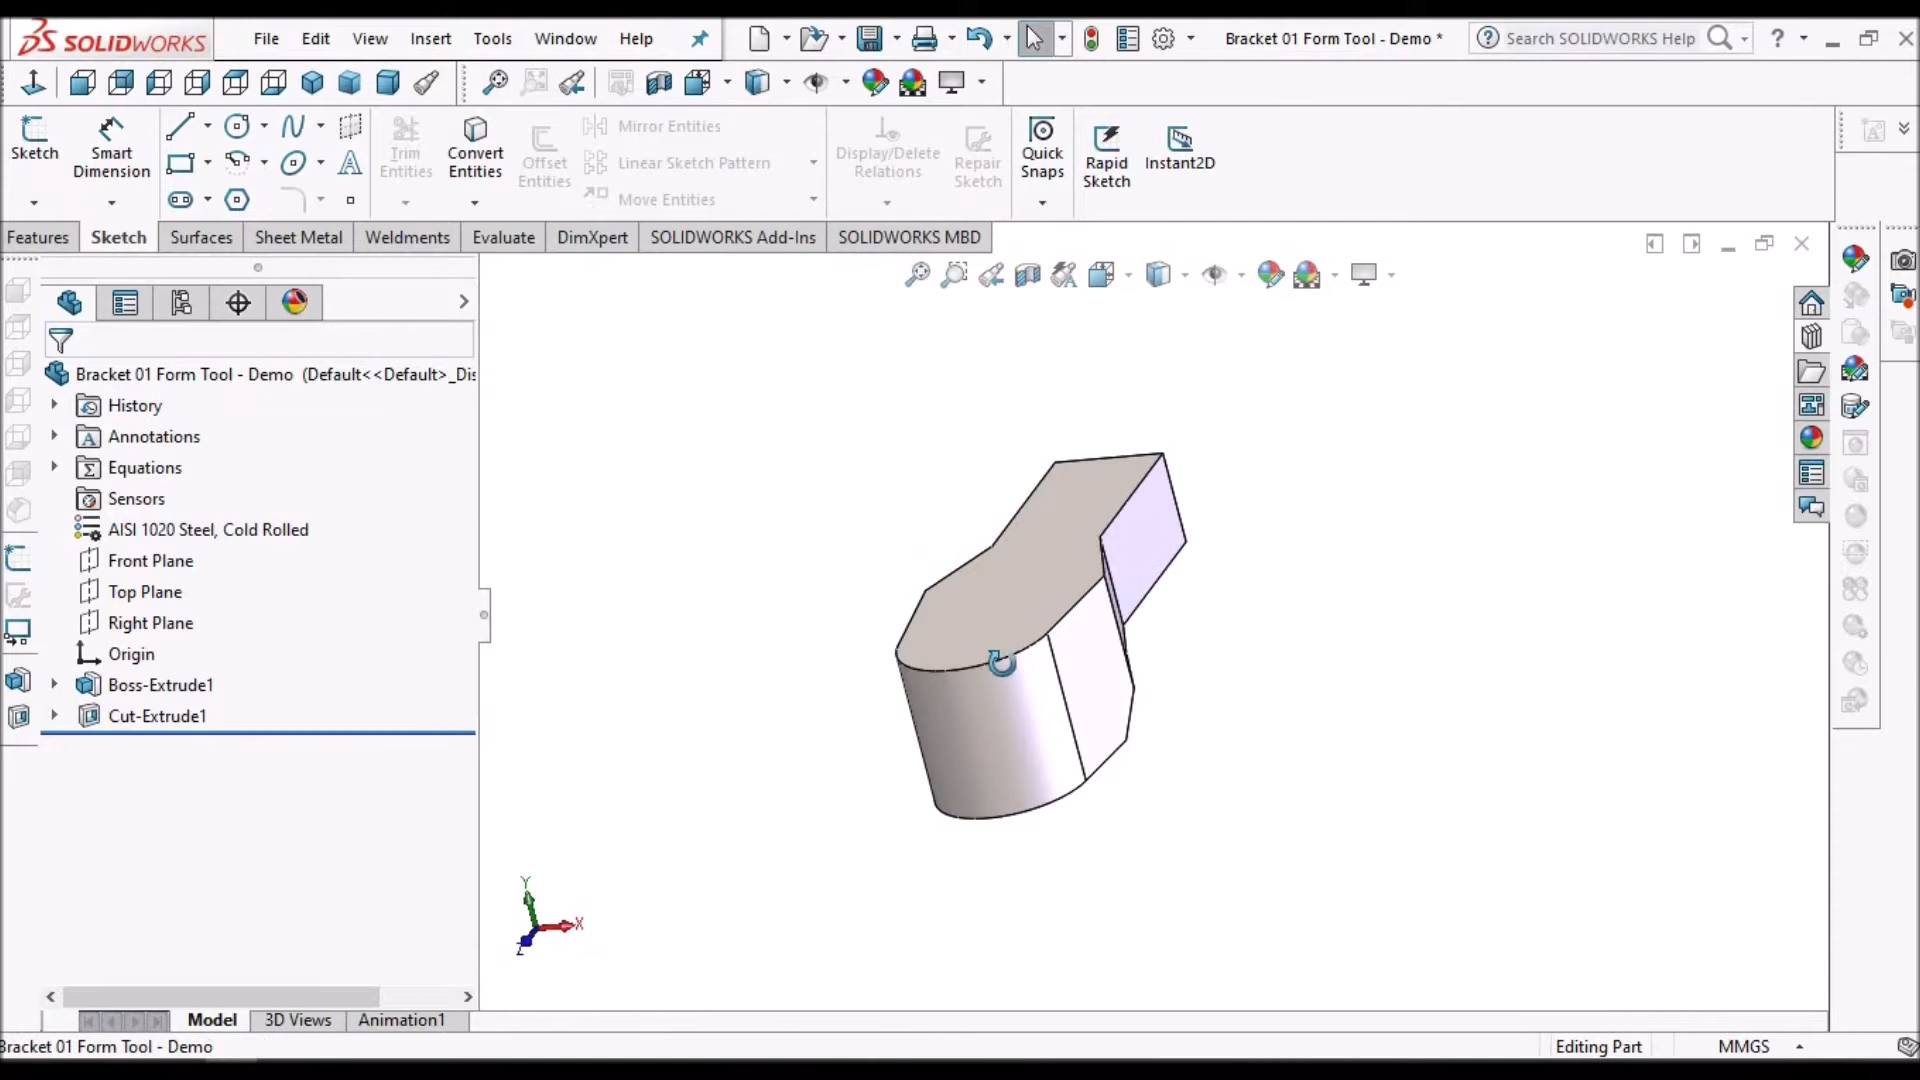 SOLIDWORKS
File Edit View Insert Tools Window Help
Bracket 01 Form Tool - Demo *
Search SOLIDWORKS Help
Sketch
Smart Dimension
Trim Entities
Convert Entities
Offset Entities
Mirror Entities
Linear Sketch Pattern
Move Entities
Display/Delete Relations
Repair Sketch
Quick Snaps
Rapid Sketch
Instant2D
Features Sketch Surfaces Sheet Metal Weldments Evaluate DimXpert SOLIDWORKS Add-Ins SOLIDWORKS MBD
Bracket 01 Form Tool - Demo (Default<<Default>_Dis
History
Annotations
Equations
Sensors
AISI 1020 Steel, Cold Rolled
Front Plane
Top Plane
Right Plane
Origin
Boss-Extrude1
Cut-Extrude1
Y
X
Z
Model 3D Views Animation1
Bracket 01 Form Tool - Demo
Editing Part
MMGS